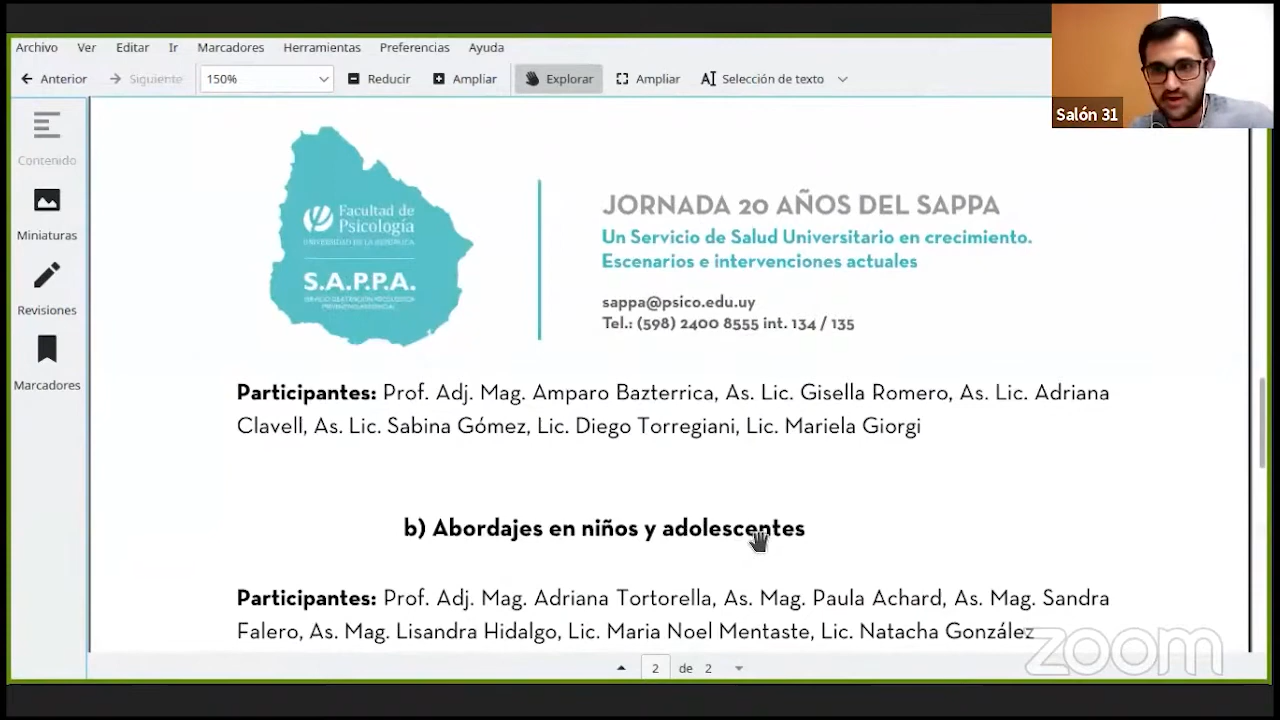 Archivo Ver Editar Ir Marcadores Herramientas Preferencias Ayuda
Anterior Siguiente 150% Reducir Ampliar Explorar Ampliar Selección de texto
Salón 31
Contenido
Miniaturas
Revisiones
Marcadores
Facultad de
Psicología
UNIVERSIDAD DE LA REPÚBLICA
S.A.P.P.A.
JORNADA 20 AÑOS DEL SAPPA
Un Servicio de Salud Universitario en crecimiento.
Escenarios e intervenciones actuales
sappa@psico.edu.uy
Tel.: (598) 2400 8555 int. 134 / 135
Participantes: Prof. Adj. Mag. Amparo Bazterrica, As. Lic. Gisella Romero, As. Lic. Adriana
Clavell, As. Lic. Sabina Gómez, Lic. Diego Torregiani, Lic. Mariela Giorgi
b) Abordajes en niños y adolescentes
Participantes: Prof. Adj. Mag. Adriana Tortorella, As. Mag. Paula Achard, As. Mag. Sandra
Falero, As. Mag. Lisandra Hidalgo, Lic. Maria Noel Mentaste, Lic. Natacha González
zoom
2 de 2